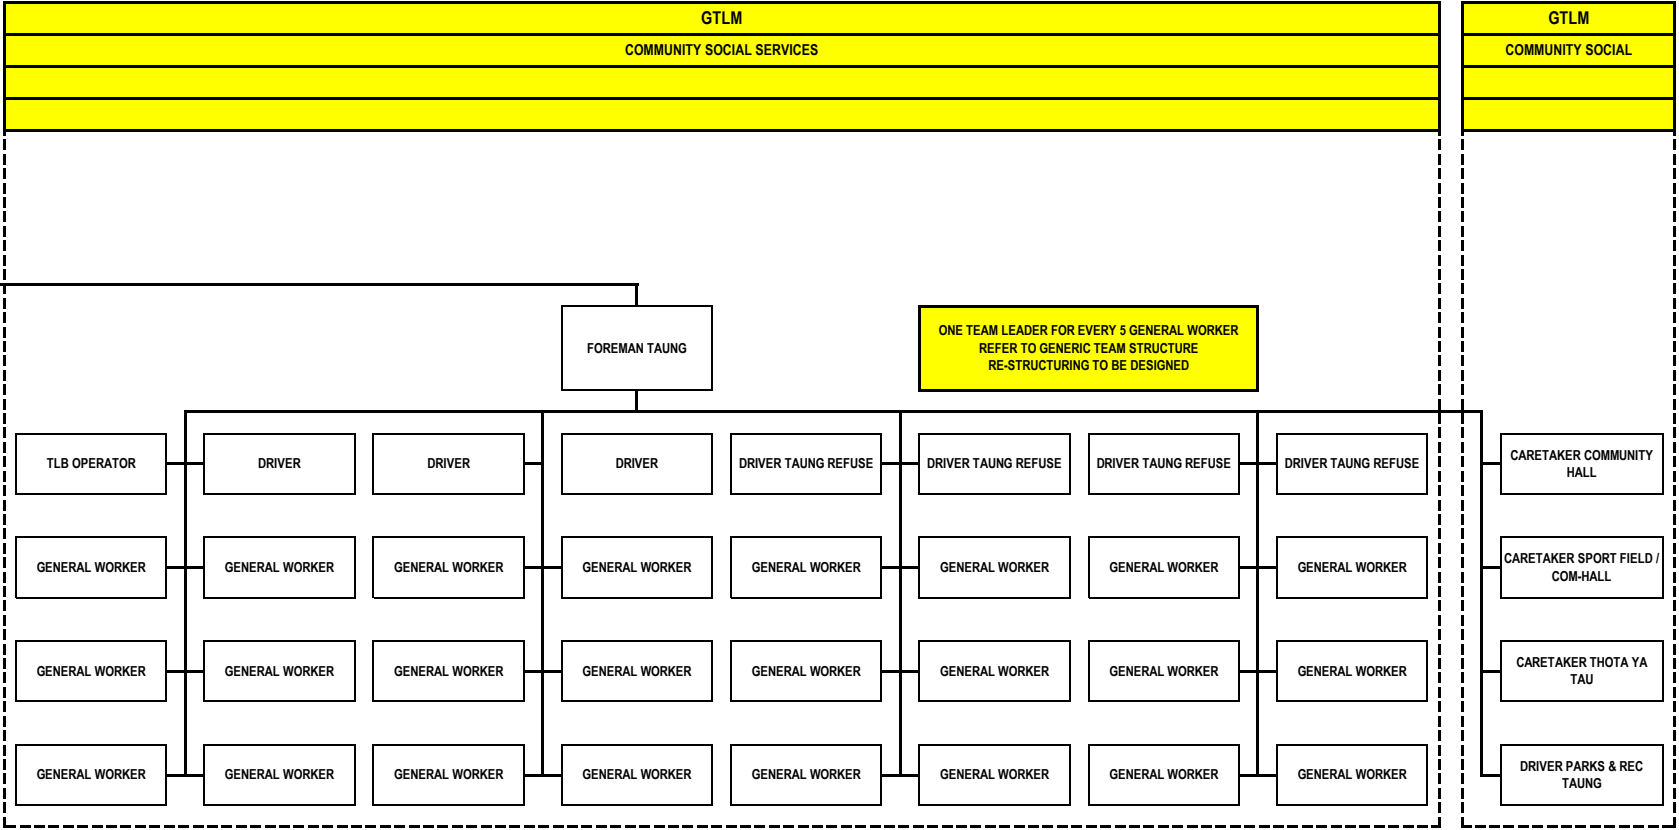 GTLM
COMMUNITY SOCIAL SERVICES
GTLM
COMMUNITY SOCIAL
FOREMAN TAUNG
ONE TEAM LEADER FOR EVERY 5 GENERAL WORKER
REFER TO GENERIC TEAM STRUCTURE
RE-STRUCTURING TO BE DESIGNED
TLB OPERATOR
DRIVER
DRIVER
DRIVER
DRIVER TAUNG REFUSE
DRIVER TAUNG REFUSE
DRIVER TAUNG REFUSE
DRIVER TAUNG REFUSE
CARETAKER COMMUNITY
HALL
GENERAL WORKER
GENERAL WORKER
GENERAL WORKER
GENERAL WORKER
GENERAL WORKER
GENERAL WORKER
GENERAL WORKER
GENERAL WORKER
CARETAKER SPORT FIELD /
COM-HALL
GENERAL WORKER
GENERAL WORKER
GENERAL WORKER
GENERAL WORKER
GENERAL WORKER
GENERAL WORKER
GENERAL WORKER
GENERAL WORKER
CARETAKER THOTA YA
TAU
GENERAL WORKER
GENERAL WORKER
GENERAL WORKER
GENERAL WORKER
GENERAL WORKER
GENERAL WORKER
GENERAL WORKER
GENERAL WORKER
DRIVER PARKS & REC
TAUNG